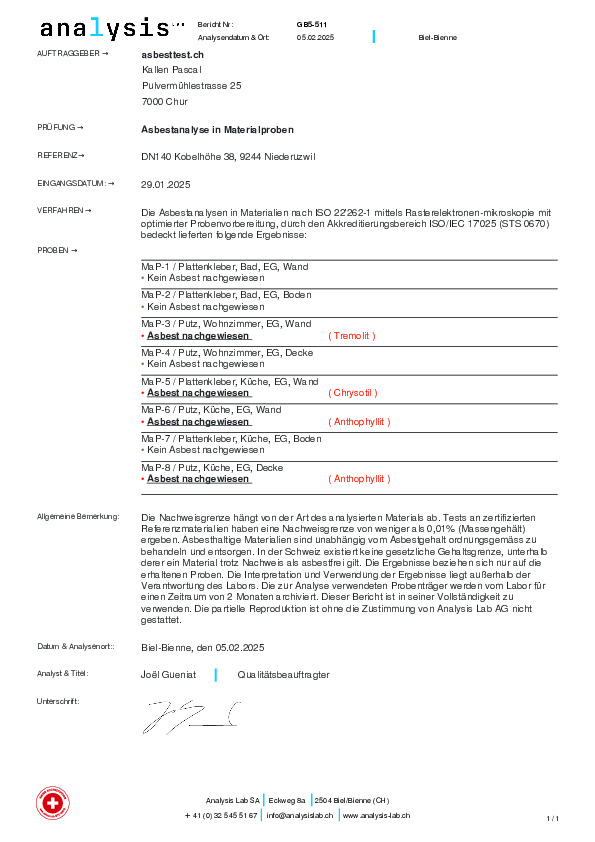 analysis
Bericht Nr: GB5-511
Analysendatum & Ort: 05.02.2025 Biel-Bienne
AUFTRAGGEBER → asbesttest.ch
Kallen Pascal
Pulvermühlestrasse 25
7000 Chur
PRÜFUNG → Asbestanalyse in Materialproben
REFERENZ→ DN140 Kobelhöhe 38, 9244 Niederuzwil
EINGANGSDATUM: → 29.01.2025
VERFAHREN → Die Asbestanalysen in Materialien nach ISO 22'262-1 mittels Rasterelektronen-mikroskopie mit
optimierter Probenvorbereitung, durch den Akkreditierungsbereich ISO/IEC 17025 (STS 0670)
bedeckt lieferten folgende Ergebnisse:
PROBEN →
MaP-1 / Plattenkleber, Bad, EG, Wand
• Kein Asbest nachgewiesen
MaP-2 / Plattenkleber, Bad, EG, Boden
• Kein Asbest nachgewiesen
MaP-3 / Putz, Wohnzimmer, EG, Wand
• Asbest nachgewiesen ( Tremolit )
MaP-4 / Putz, Wohnzimmer, EG, Decke
• Kein Asbest nachgewiesen
MaP-5 / Plattenkleber, Küche, EG, Wand
• Asbest nachgewiesen ( Chrysotil )
MaP-6 / Putz, Küche, EG, Wand
• Asbest nachgewiesen ( Anthophyllit )
MaP-7 / Plattenkleber, Küche, EG, Boden
• Kein Asbest nachgewiesen
MaP-8 / Putz, Küche, EG, Decke
• Asbest nachgewiesen ( Anthophyllit )
Allgemeine Bemerkung: Die Nachweisgrenze hängt von der Art des analysierten Materials ab. Tests an zertifizierten
Referenzmaterialien haben eine Nachweisgrenze von weniger als 0,01% (Massengehält)
ergeben. Asbesthaltige Materialien sind unabhängig vom Asbestgehalt ordnungsgemäss zu
behandeln und entsorgen. In der Schweiz existiert keine gesetzliche Gehaltsgrenze, unterhalb
derer ein Material trotz Nachweis als asbestfrei gilt. Die Ergebnisse beziehen sich nur auf die
erhaltenen Proben. Die Interpretation und Verwendung der Ergebnisse liegt außerhalb der
Verantwortung des Labors. Die zur Analyse verwendeten Probenträger werden vom Labor für
einen Zeitraum von 2 Monaten archiviert. Dieser Bericht ist in seiner Vollständigkeit zu
verwenden. Die partielle Reproduktion ist ohne die Zustimmung von Analysis Lab AG nicht
gestattet.
Datum & Analysenort:: Biel-Bienne, den 05.02.2025
Analyst & Titel: Joël Gueniat | Qualitätsbeauftragter
Unterschrift:
Analysis Lab SA | Eckweg 8a | 2504 Biel/Bienne (CH)
+ 41 (0) 32 545 51 67 | info@analysislab.ch | www.analysis-lab.ch
1 / 1